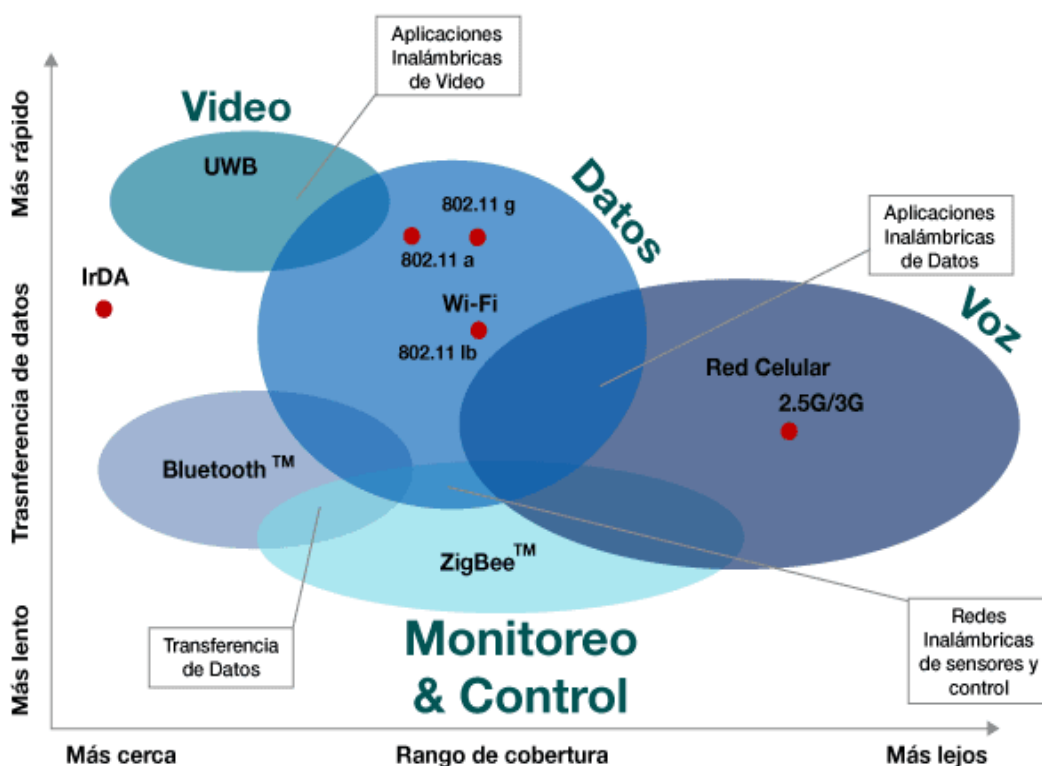 Aplicaciones
Inalámbricas
de Video
Video
UWB
Datos
802.11 g
802.11 a
Aplicaciones
Inalámbricas
de Datos
IrDA
Wi-Fi
802.11 lb
Voz
Red Celular
2.5G/3G
Bluetooth TM
ZigBee TM
Transferencia
de Datos
Monitoreo
& Control
Redes
Inalámbricas
de sensores y
control
Más rápido
Trasnferencia de datos
Más lento
Más cerca
Rango de cobertura
Más lejos